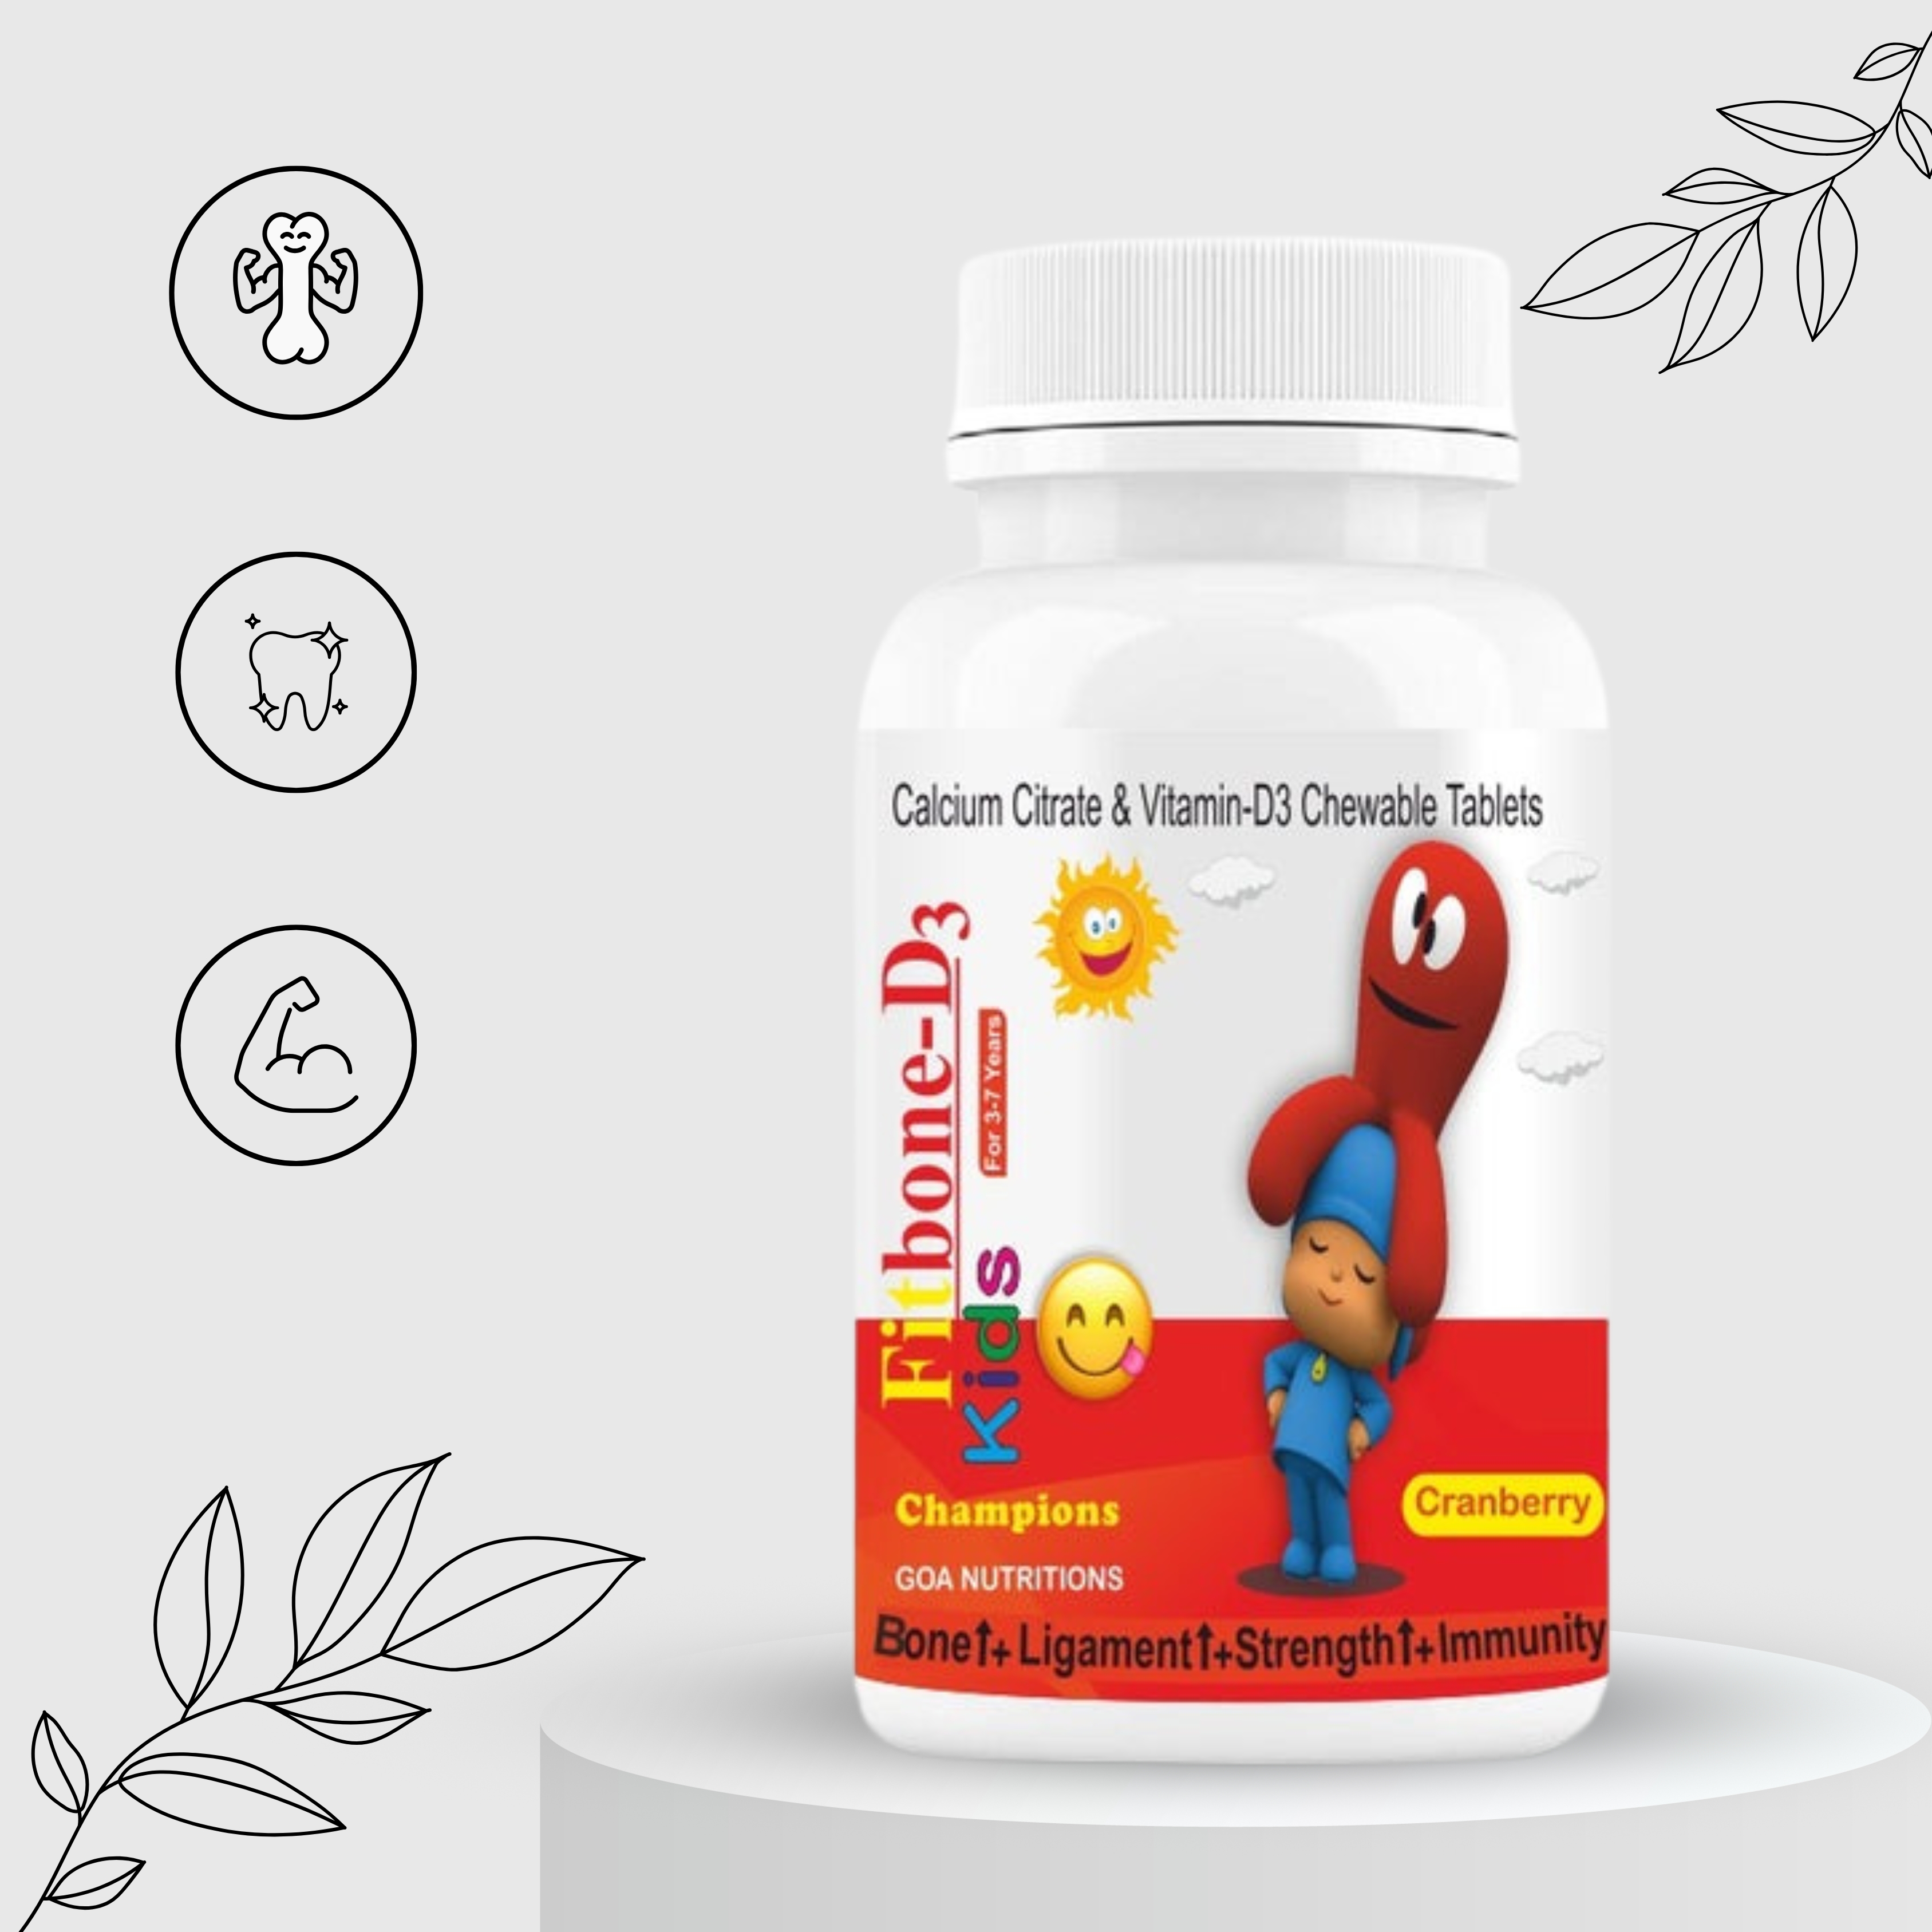 Calcium Citrate & Vitamin-D3 Chewable Tablets
Fitbone-D3
For 3-7 Years
Kids
Champions
Cranberry
GOA NUTRITIONS
Bone↑+Ligament↑+Strength↑+Immunity